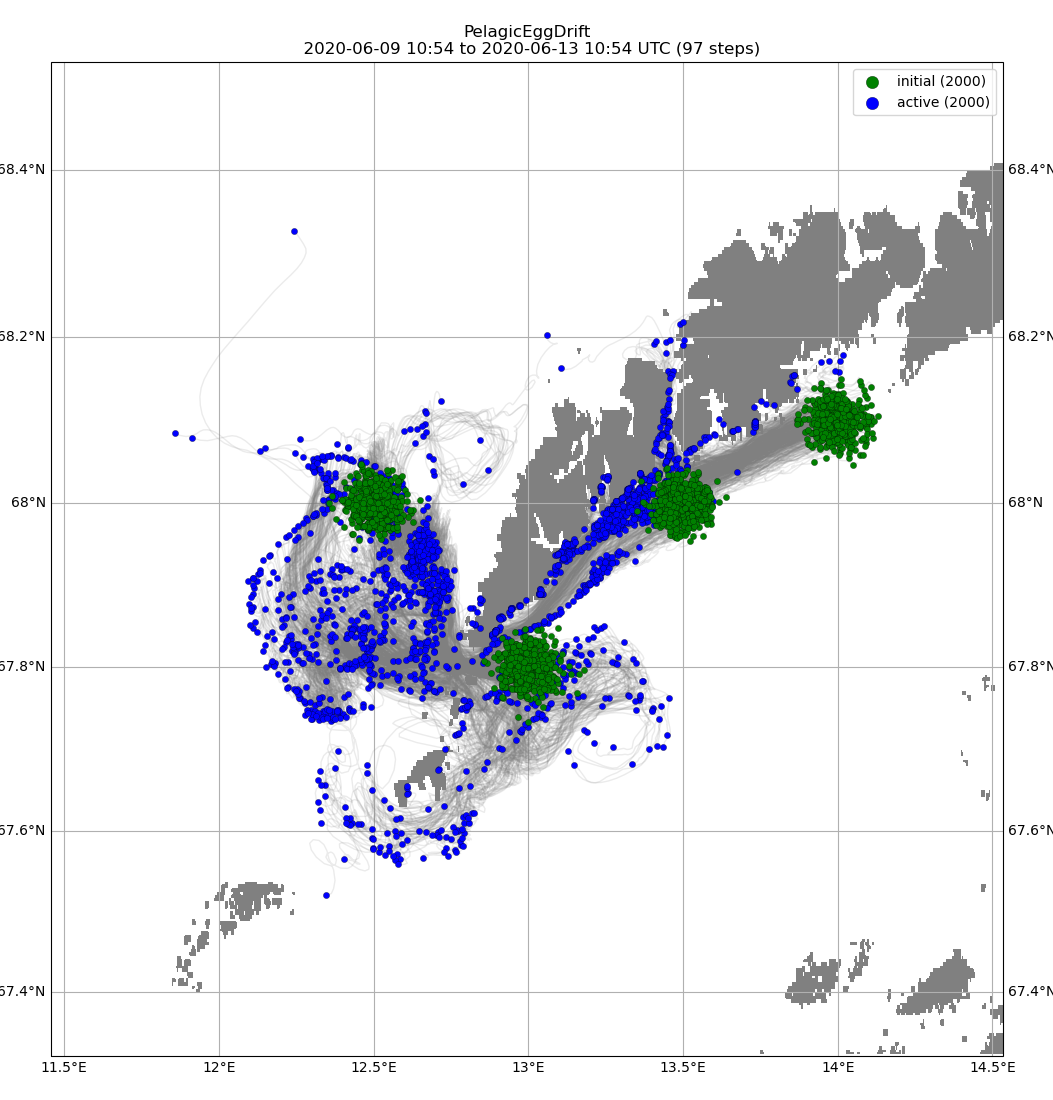 PelagicEggDrift
2020-06-09 10:54 to 2020-06-13 10:54 UTC (97 steps)
initial (2000)
active (2000)
68.4°N 68.4°N
68.2°N 68.2°N
68°N 68°N
67.8°N 67.8°N
67.6°N 67.6°N
67.4°N 67.4°N
11.5°E 12°E 12.5°E 13°E 13.5°E 14°E 14.5°E